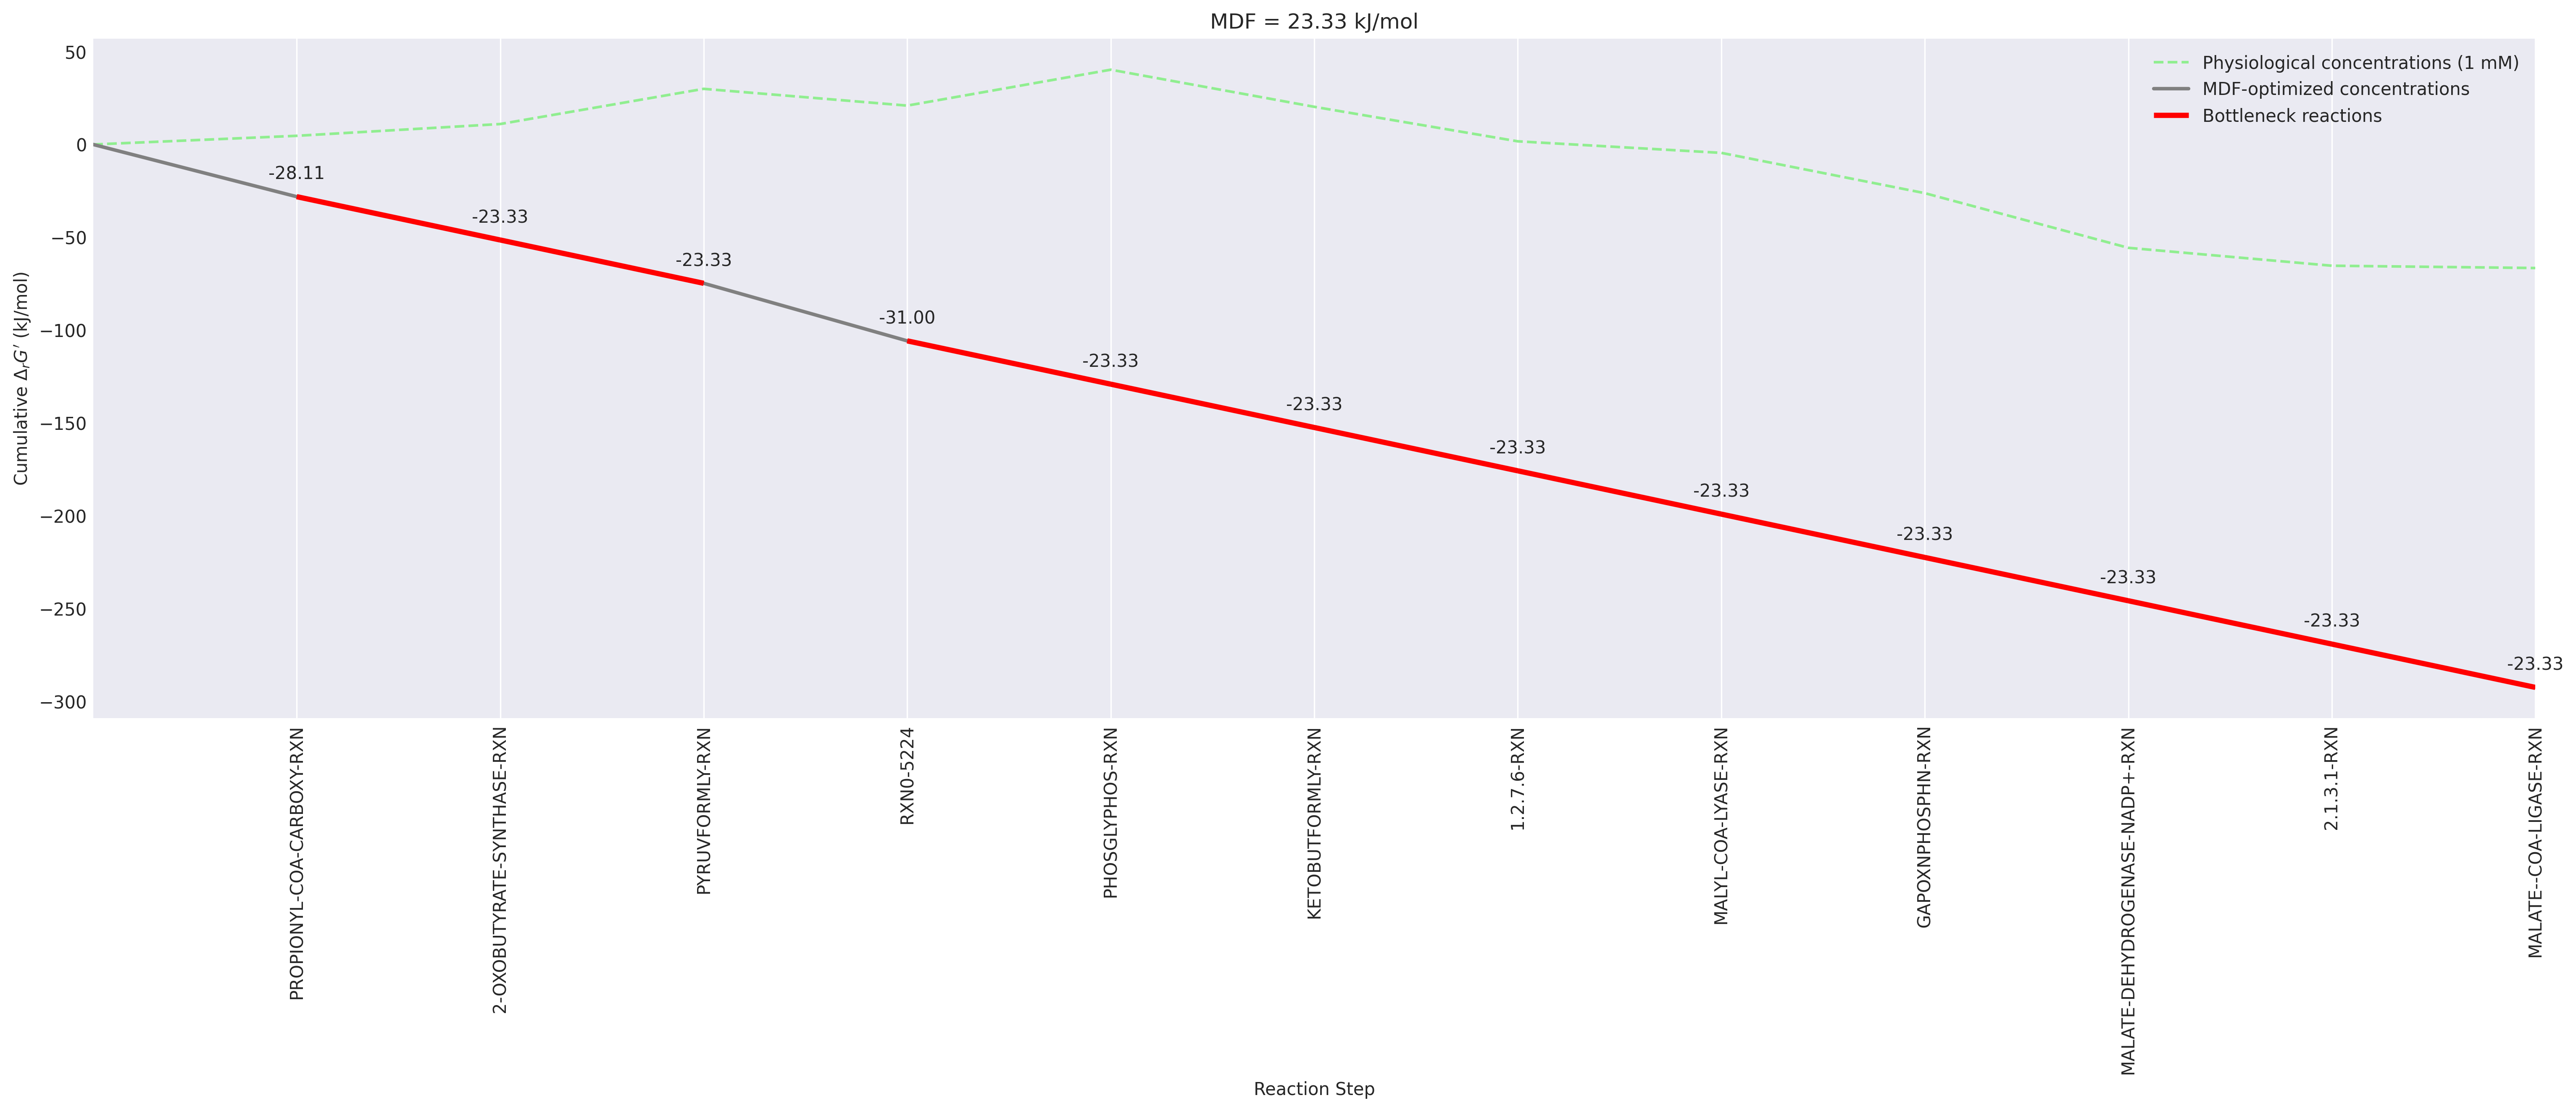 MDF = 23.33 kJ/mol
Physiological concentrations (1 mM)
MDF-optimized concentrations
Bottleneck reactions
Cumulative ΔrG′ (kJ/mol)
50
0
−50
−100
−150
−200
−250
−300
-28.11
-23.33
-23.33
-31.00
-23.33
-23.33
-23.33
-23.33
-23.33
-23.33
-23.33
-23.33
PROPIONYL-COA-CARBOXY-RXN
2-OXOBUTYRATE-SYNTHASE-RXN
PYRUVFORMLY-RXN
RXN0-5224
PHOSGLYPHOS-RXN
KETOBUTFORMLY-RXN
1.2.7.6-RXN
MALYL-COA-LYASE-RXN
GAPOXNPHOSPHN-RXN
MALATE-DEHYDROGENASE-NADP+-RXN
2.1.3.1-RXN
MALATE--COA-LIGASE-RXN
Reaction Step